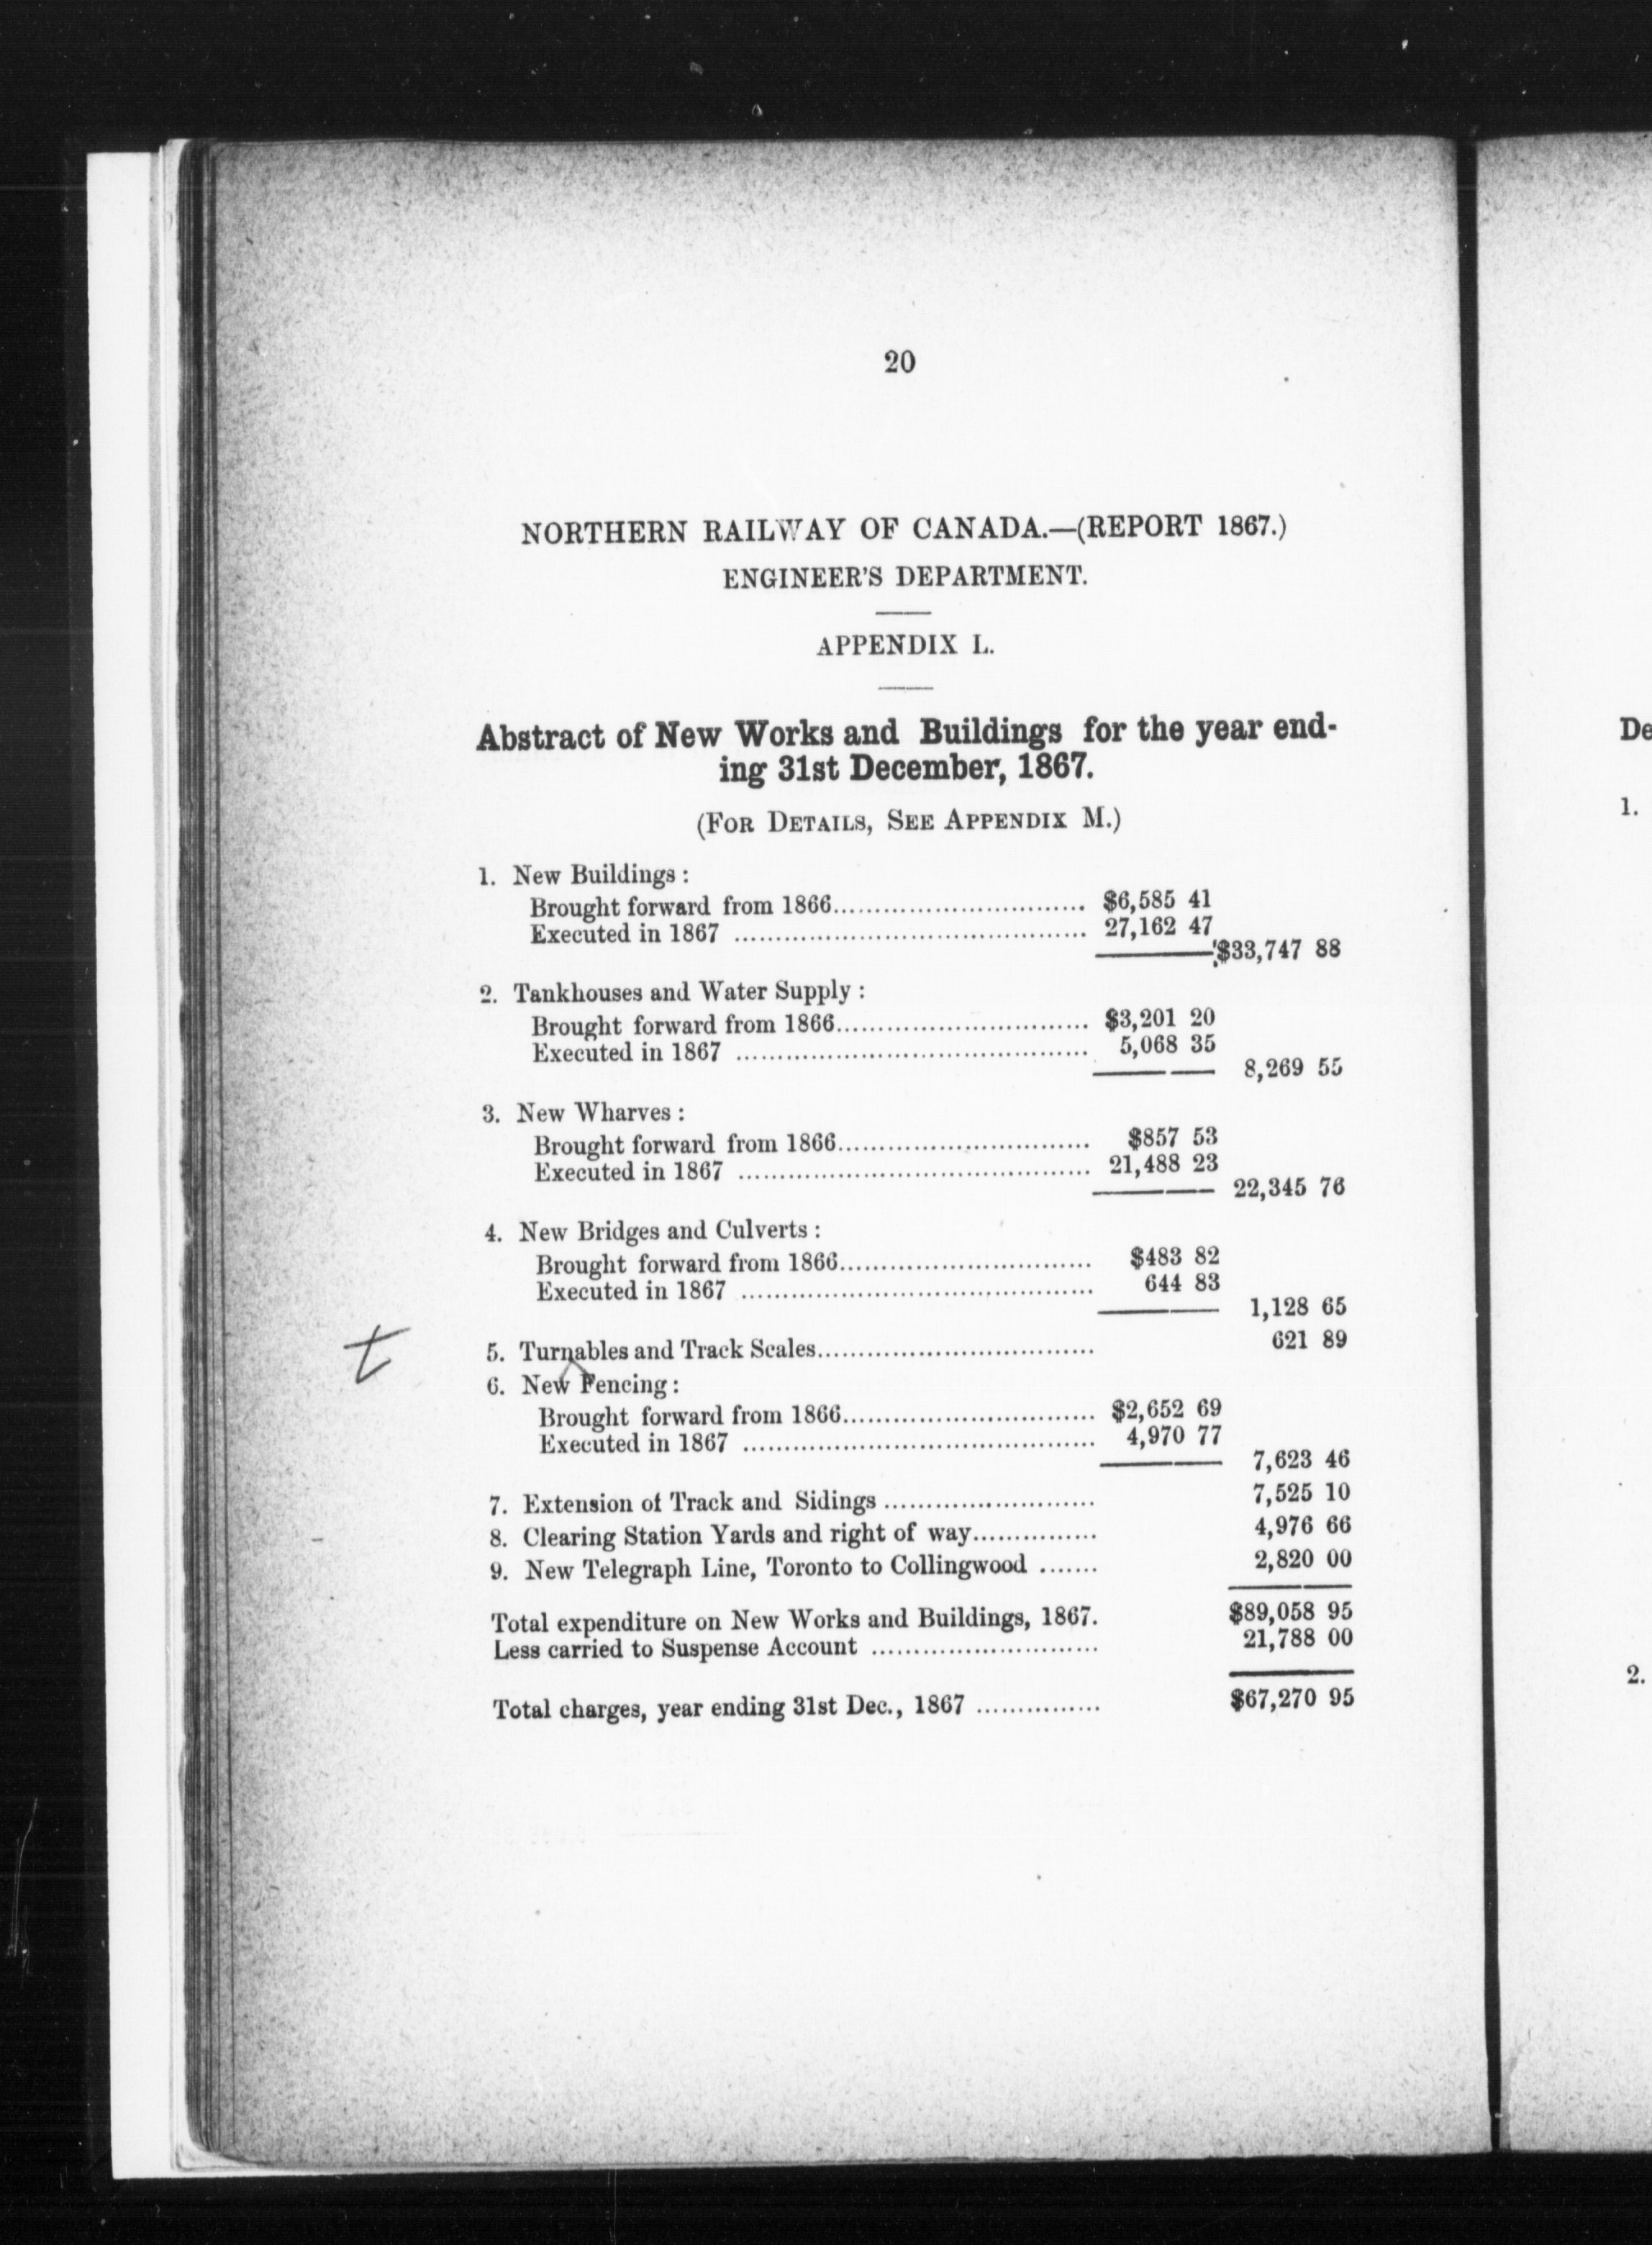 20
NORTHERN RAILWAY OF CANADA.—(REPORT 1867.)
ENGINEER'S DEPARTMENT.
APPENDIX L.
Abstract of New Works and Buildings for the year end-
ing 31st December, 1867.
(FOR DETAILS, SEE APPENDIX M.)
1. New Buildings :
Brought forward from 1866.............................. $6,585 41
Executed in 1867 .......................................... 27,162 47
$33,747 88
2. Tankhouses and Water Supply :
Brought forward from 1866.............................. $3,201 20
Executed in 1867 .......................................... 5,068 35
8,269 55
3. New Wharves :
Brought forward from 1866.............................. $857 53
Executed in 1867 .......................................... 21,488 23
22,345 76
4. New Bridges and Culverts :
Brought forward from 1866.............................. $483 82
Executed in 1867 .......................................... 644 83
1,128 65
t
5. Turnables and Track Scales................................. 621 89
6. New Fencing :
Brought forward from 1866.............................. $2,652 69
Executed in 1867 .......................................... 4,970 77
7,623 46
7. Extension of Track and Sidings ......................... 7,525 10
8. Clearing Station Yards and right of way............... 4,976 66
9. New Telegraph Line, Toronto to Collingwood ....... 2,820 00
Total expenditure on New Works and Buildings, 1867. $89,058 95
Less carried to Suspense Account ........................... 21,788 00
Total charges, year ending 31st Dec., 1867 ............... $67,270 95
De
1.
2.